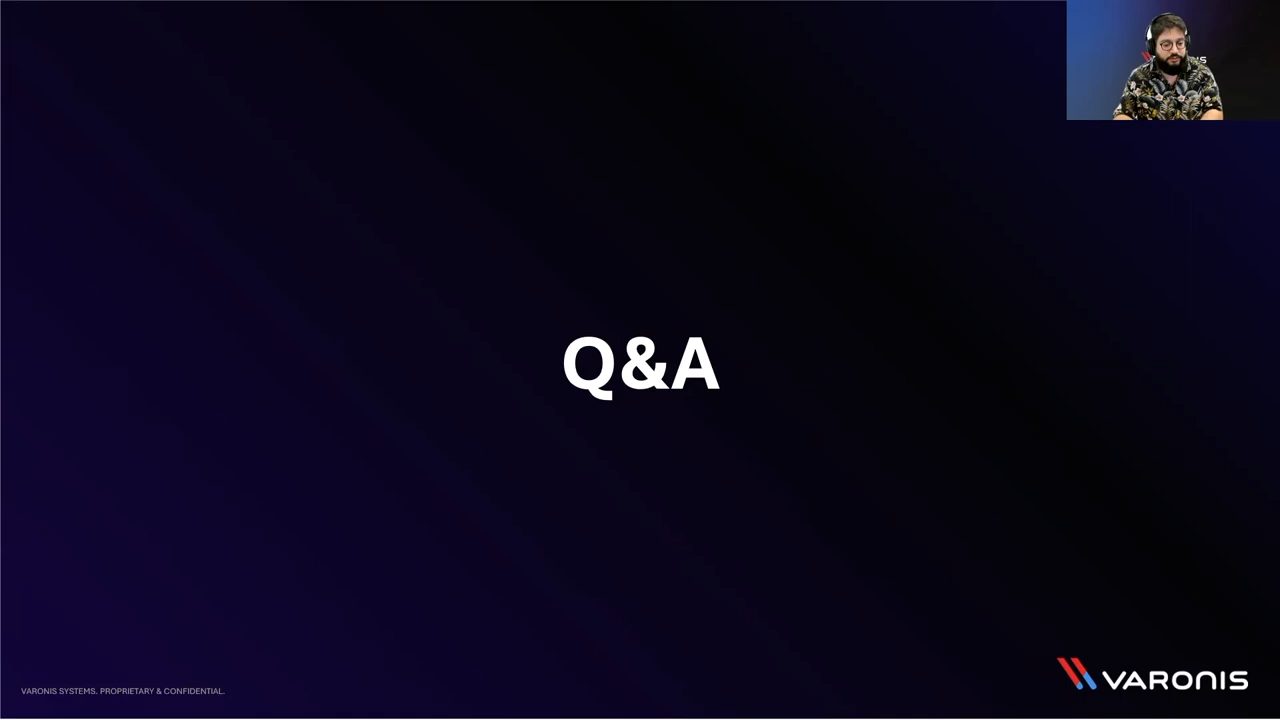 Q&A
VARONIS SYSTEMS. PROPRIETARY & CONFIDENTIAL.
VARONIS